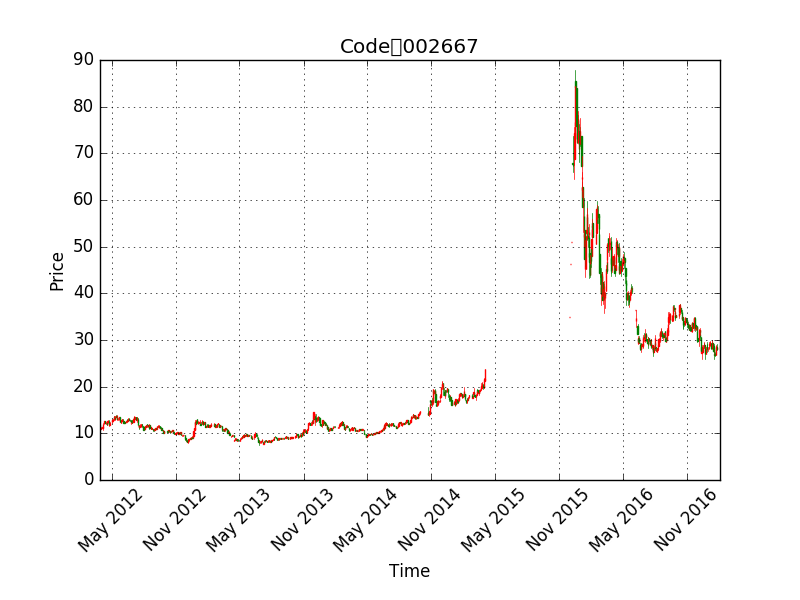 Code▯002667
90
80
70
60
50
40
30
20
10
0
Price
May 2012
Nov 2012
May 2013
Nov 2013
May 2014
Nov 2014
May 2015
Nov 2015
May 2016
Nov 2016
Time